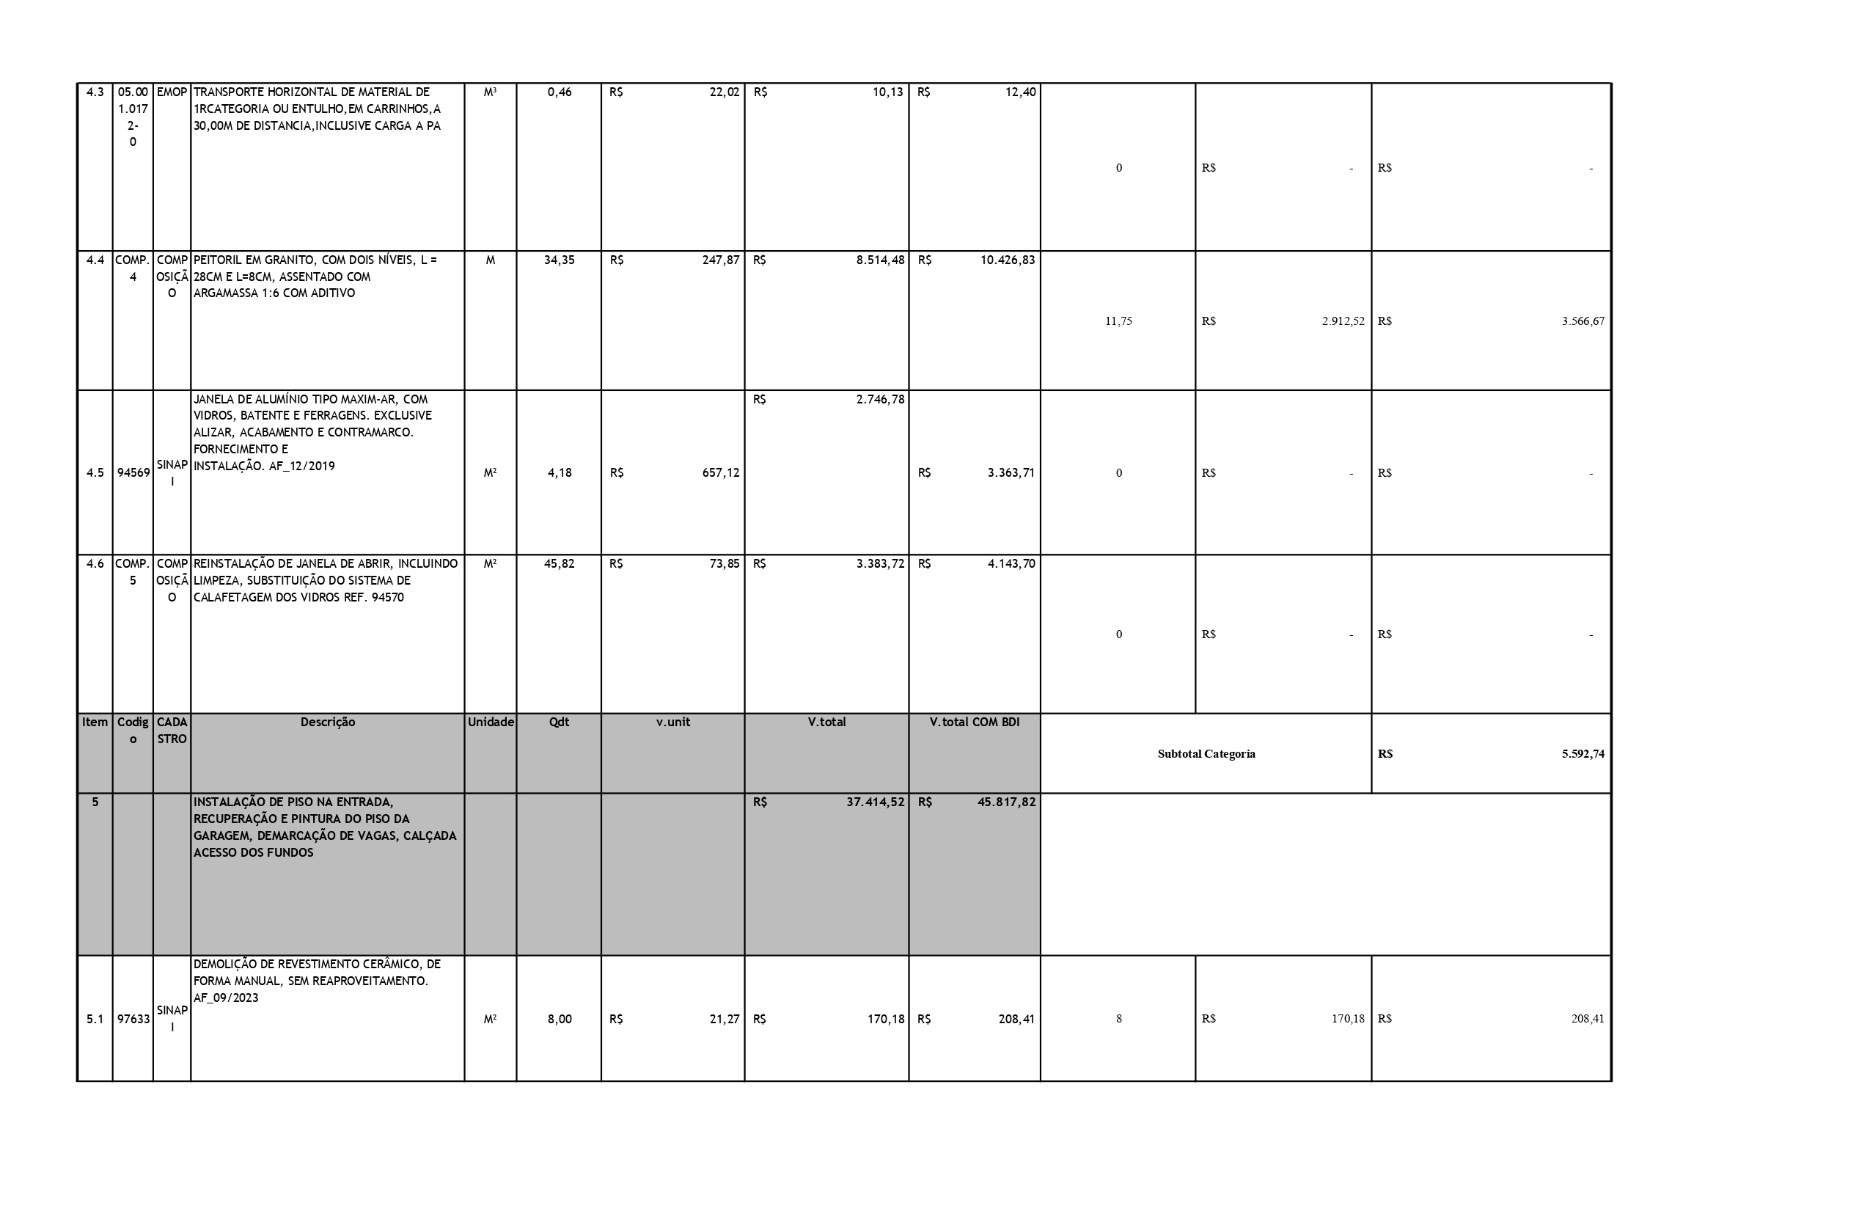 4.3 05.00 EMOP TRANSPORTE HORIZONTAL DE MATERIAL DE M³ 0,46 R$ 22,02 R$ 10,13 R$ 12,40
1.017 1RCATEGORIA OU ENTULHO,EM CARRINHOS,A
2- 30,00M DE DISTANCIA,INCLUSIVE CARGA A PA
0
0 R$ - R$ -
4.4 COMP. COMP PEITORIL EM GRANITO, COM DOIS NÍVEIS, L = M 34,35 R$ 247,87 R$ 8.514,48 R$ 10.426,83
4 OSIÇÃ 28CM E L=8CM, ASSENTADO COM
O ARGAMASSA 1:6 COM ADITIVO
11,75 R$ 2.912,52 R$ 3.566,67
JANELA DE ALUMÍNIO TIPO MAXIM-AR, COM R$ 2.746,78
VIDROS, BATENTE E FERRAGENS. EXCLUSIVE
ALIZAR, ACABAMENTO E CONTRAMARCO.
FORNECIMENTO E
SINAP INSTALAÇÃO. AF_12/2019
4.5 94569 M² 4,18 R$ 657,12 R$ 3.363,71 0 R$ - R$ -
I
4.6 COMP. COMP REINSTALAÇÃO DE JANELA DE ABRIR, INCLUINDO M² 45,82 R$ 73,85 R$ 3.383,72 R$ 4.143,70
5 OSIÇÃ LIMPEZA, SUBSTITUIÇÃO DO SISTEMA DE
O CALAFETAGEM DOS VIDROS REF. 94570
0 R$ - R$ -
Item Codig CADA Descrição Unidade Qdt v.unit V.total V.total COM BDI
o STRO
Subtotal Categoria R$ 5.592,74
5 INSTALAÇÃO DE PISO NA ENTRADA, R$ 37.414,52 R$ 45.817,82
RECUPERAÇÃO E PINTURA DO PISO DA
GARAGEM, DEMARCAÇÃO DE VAGAS, CALÇADA
ACESSO DOS FUNDOS
DEMOLIÇÃO DE REVESTIMENTO CERÂMICO, DE
FORMA MANUAL, SEM REAPROVEITAMENTO.
AF_09/2023
SINAP
5.1 97633 M² 8,00 R$ 21,27 R$ 170,18 R$ 208,41 8 R$ 170,18 R$ 208,41
I